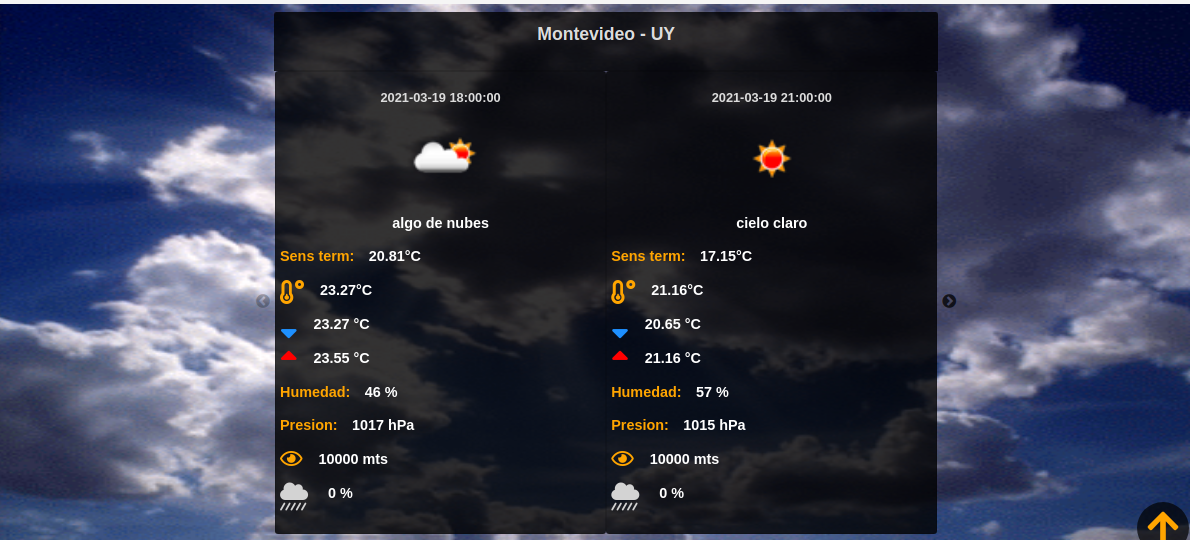 Montevideo - UY
2021-03-19 18:00:00
algo de nubes
Sens term: 20.81°C
23.27°C
23.27 °C
23.55 °C
Humedad: 46 %
Presion: 1017 hPa
10000 mts
0 %
2021-03-19 21:00:00
cielo claro
Sens term: 17.15°C
21.16°C
20.65 °C
21.16 °C
Humedad: 57 %
Presion: 1015 hPa
10000 mts
0 %